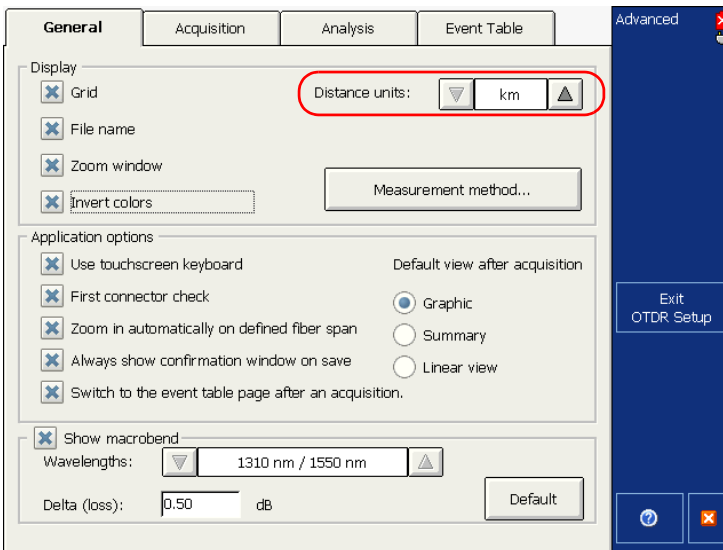 General Acquisition Analysis Event Table
Advanced
Display
Grid
Distance units: km
File name
Zoom window
Measurement method...
Invert colors
Application options
Use touchscreen keyboard
Default view after acquisition
First connector check
Graphic
Zoom in automatically on defined fiber span
Summary
Always show confirmation window on save
Linear view
Switch to the event table page after an acquisition.
Exit
OTDR Setup
Show macrobend
Wavelengths: 1310 nm / 1550 nm
Delta (loss): 0.50 dB
Default